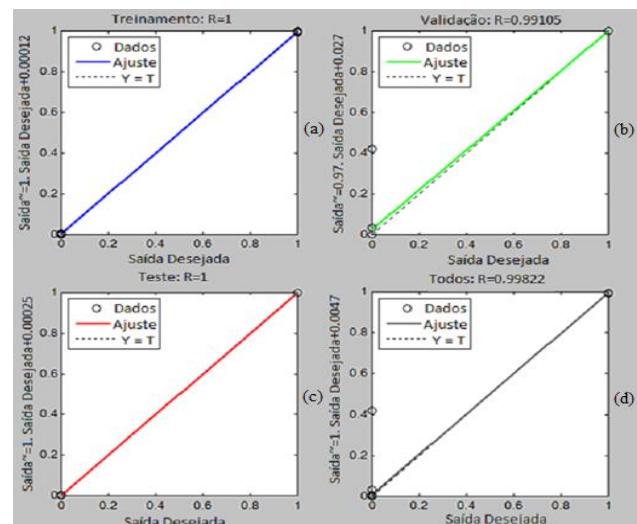 Treinamento: R=1
Saída~=1. Saída Desejada+0.00012
1
0.8
0.6
0.4
0.2
0
Dados
Ajuste
Y = T
(a)
0 0.2 0.4 0.6 0.8 1
Saída Desejada
Validação: R=0.99105
Saída~=0.97. Saída Desejada+0.027
1
0.8
0.6
0.4
0.2
0
Dados
Ajuste
Y = T
(b)
0 0.2 0.4 0.6 0.8 1
Saída Desejada
Teste: R=1
Saída~=1. Saída Desejada+0.00025
1
0.8
0.6
0.4
0.2
0
Dados
Ajuste
Y = T
(c)
0 0.2 0.4 0.6 0.8 1
Saída Desejada
Todos: R=0.99822
Saída~=1. Saída Desejada+0.0047
1
0.8
0.6
0.4
0.2
0
Dados
Ajuste
Y = T
(d)
0 0.2 0.4 0.6 0.8 1
Saída Desejada